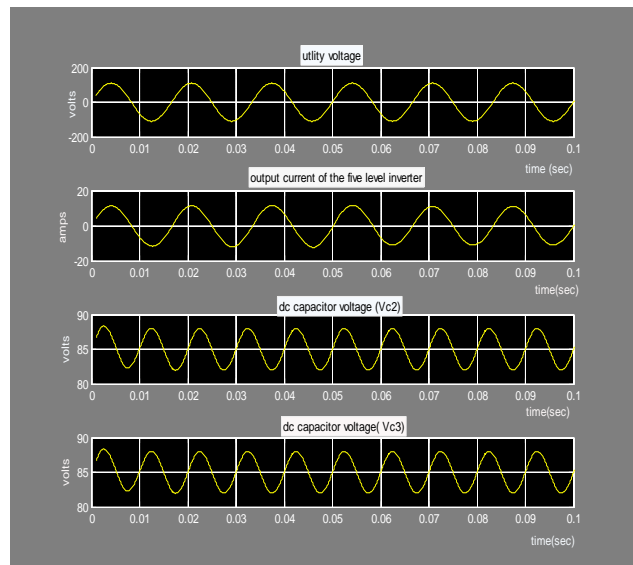 utlity voltage
200
0
-200
volts
0 0.01 0.02 0.03 0.04 0.05 0.06 0.07 0.08 0.09 0.1
time (sec)
output current of the five level inverter
20
0
-20
amps
0 0.01 0.02 0.03 0.04 0.05 0.06 0.07 0.08 0.09 0.1
time(sec)
dc capacitor voltage (Vc2)
90
85
80
volts
0 0.01 0.02 0.03 0.04 0.05 0.06 0.07 0.08 0.09 0.1
time(sec)
dc capacitor voltage( Vc3)
90
85
80
volts
0 0.01 0.02 0.03 0.04 0.05 0.06 0.07 0.08 0.09 0.1
time(sec)